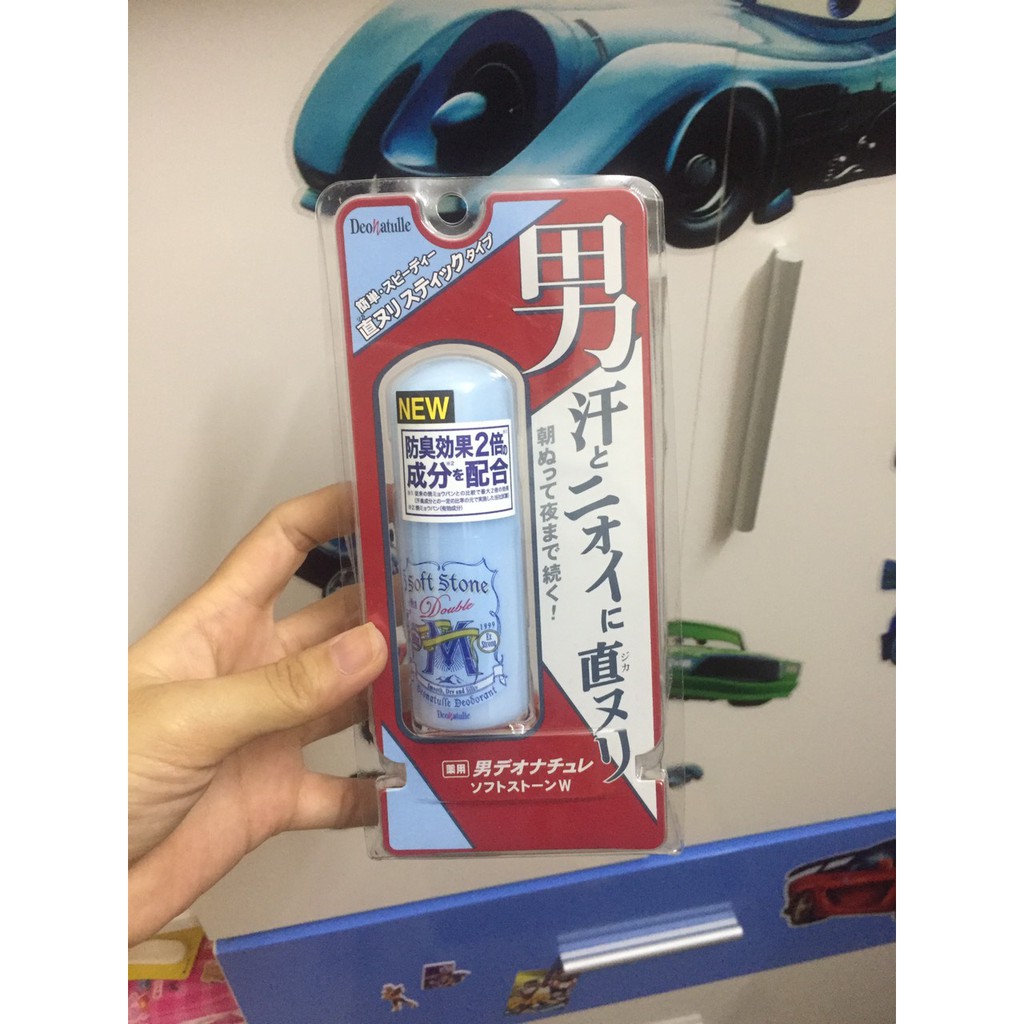 Deonatulle
簡単・スピーディー
直ヌリ スティックタイプ
男
汗とニオイに直ヌリ
ジカ
朝ぬって夜まで続く!
NEW
防臭効果2倍の
成分を配合
Soft Stone
Double
1999
M
Deonatulle Deodorant
Deonatulle
薬用 男デオナチュレ
ソフトストーンW